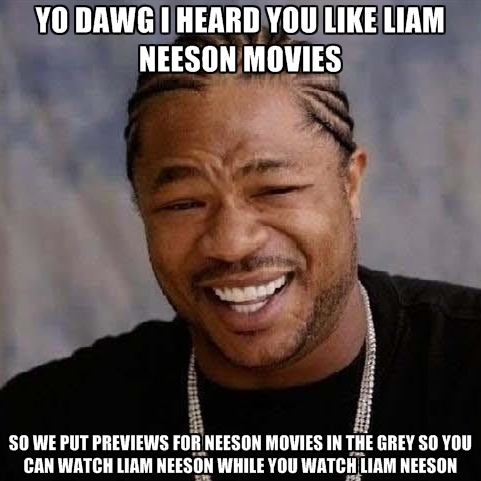 YO DAWG I HEARD YOU LIKE LIAM
NEESON MOVIES
SO WE PUT PREVIEWS FOR NEESON MOVIES IN THE GREY SO YOU
CAN WATCH LIAM NEESON WHILE YOU WATCH LIAM NEESON